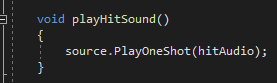 void playHitSound()
{
source.PlayOneShot(hitAudio);
}